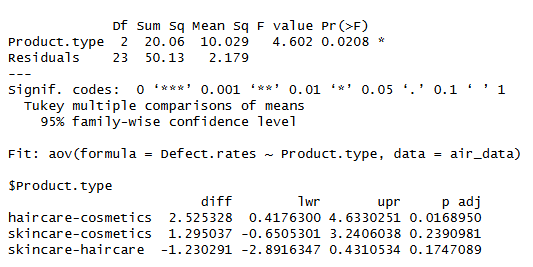 Df Sum Sq Mean Sq F value Pr(>F)
Product.type 2 20.06 10.029 4.602 0.0208 *
Residuals 23 50.13 2.179
---
Signif. codes: 0 ‘***’ 0.001 ‘**’ 0.01 ‘*’ 0.05 ‘.’ 0.1 ‘ ’ 1
Tukey multiple comparisons of means
95% family-wise confidence level
Fit: aov(formula = Defect.rates ~ Product.type, data = air_data)
$Product.type
diff lwr upr p adj
haircare-cosmetics 2.525328 0.4176300 4.6330251 0.0168950
skincare-cosmetics 1.295037 -0.6505301 3.2406038 0.2390981
skincare-haircare -1.230291 -2.8916347 0.4310534 0.1747089